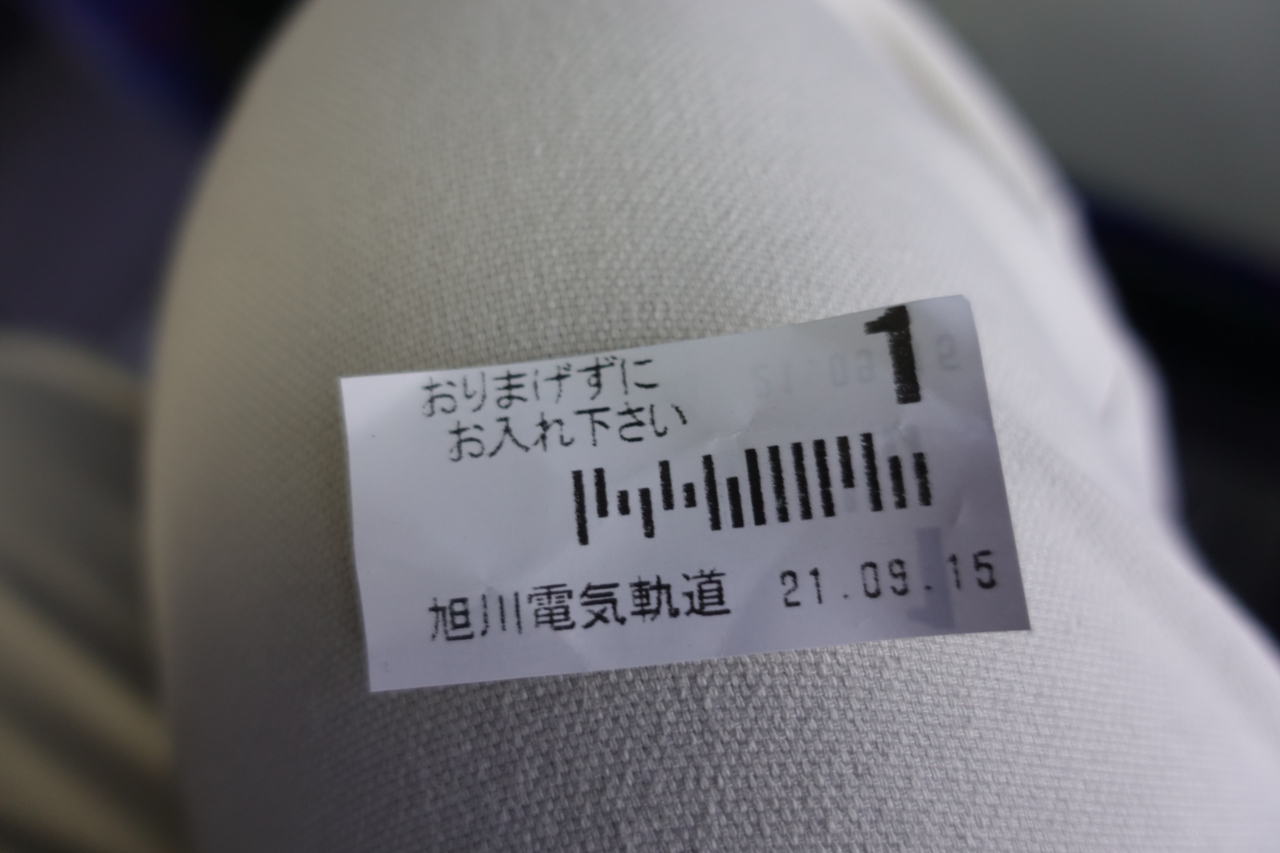 1
おりまげずに
お入れ下さい
旭川電気軌道 21.09.15